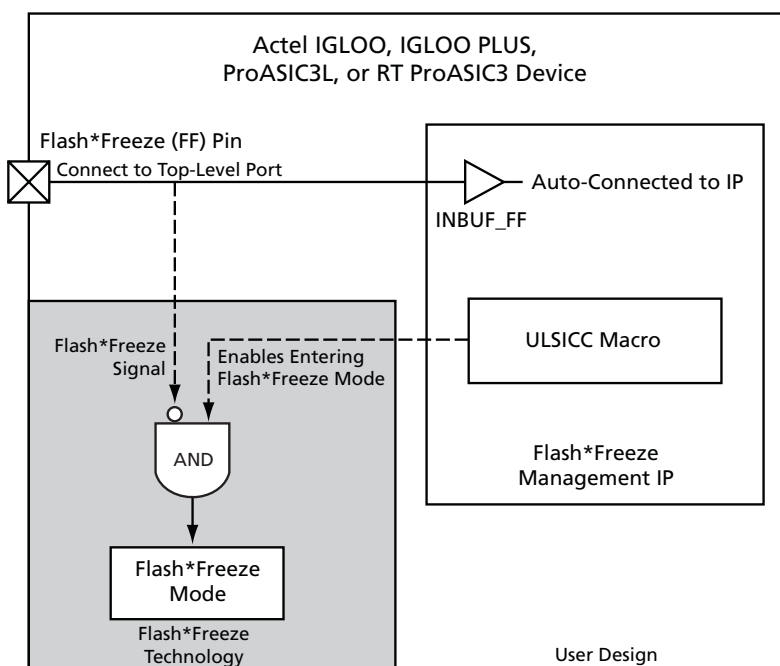 Actel IGLOO, IGLOO PLUS,
ProASIC3L, or RT ProASIC3 Device
Flash*Freeze (FF) Pin
Connect to Top-Level Port
Auto-Connected to IP
INBUF_FF
ULSICC Macro
Flash*Freeze
Signal
Enables Entering
Flash*Freeze Mode
AND
Flash*Freeze
Management IP
Flash*Freeze
Mode
Flash*Freeze
Technology
User Design